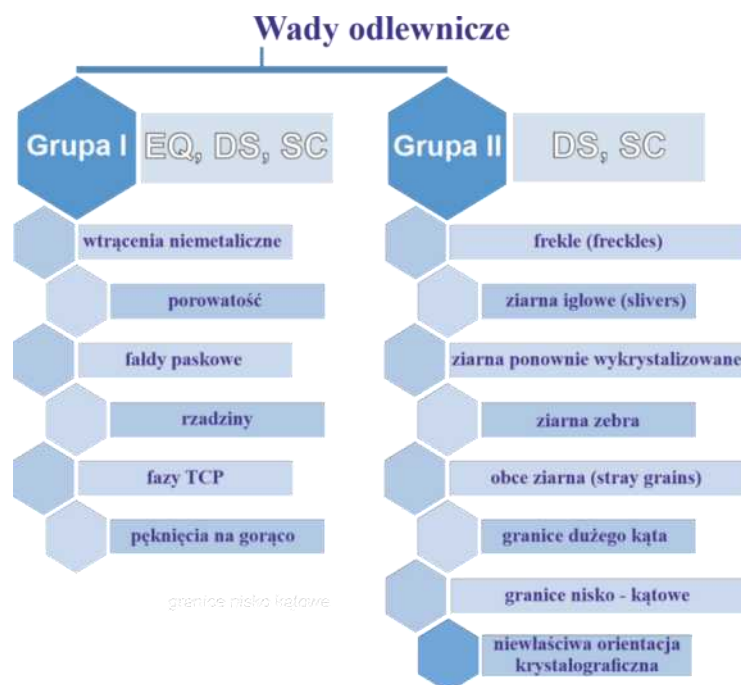 Wady odlewnicze
Grupa I
EQ, DS, SC
wtrącenia niemetaliczne
porowatość
fałdy paskowe
rzadziny
fazy TCP
pęknięcia na gorąco
granice nisko kątowe
Grupa II
DS, SC
frekle (freckles)
ziarna igłowe (slivers)
ziarna ponownie wykrystalizowane
ziarna zebra
obce ziarna (stray grains)
granice dużego kąta
granice nisko - kątowe
niewłaściwa orientacja
krystalograficzna